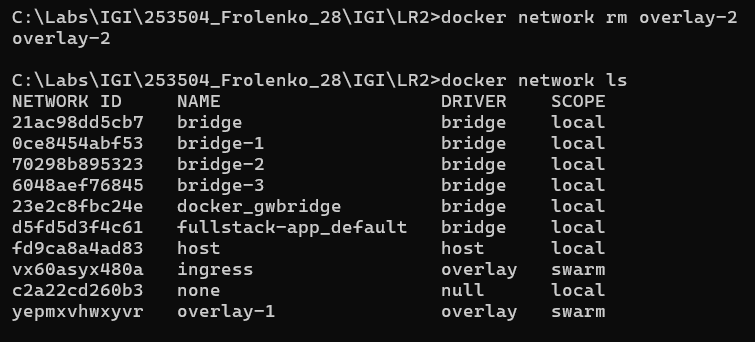 C:\Labs\IGI\253504_Frolenko_28\IGI\LR2>docker network rm overlay-2
overlay-2
C:\Labs\IGI\253504_Frolenko_28\IGI\LR2>docker network ls
NETWORK ID     NAME                    DRIVER    SCOPE
21ac98dd5cb7   bridge                  bridge    local
0ce8454abf53   bridge-1                bridge    local
70298b895323   bridge-2                bridge    local
6048aef76845   bridge-3                bridge    local
23e2c8fbc24e   docker_gwbridge         bridge    local
d5fd5d3f4c61   fullstack-app_default   bridge    local
fd9ca8a4ad83   host                    host      local
vx60asyx480a   ingress                 overlay   swarm
c2a22cd260b3   none                    null      local
yepmxvhwxyvr   overlay-1               overlay   swarm